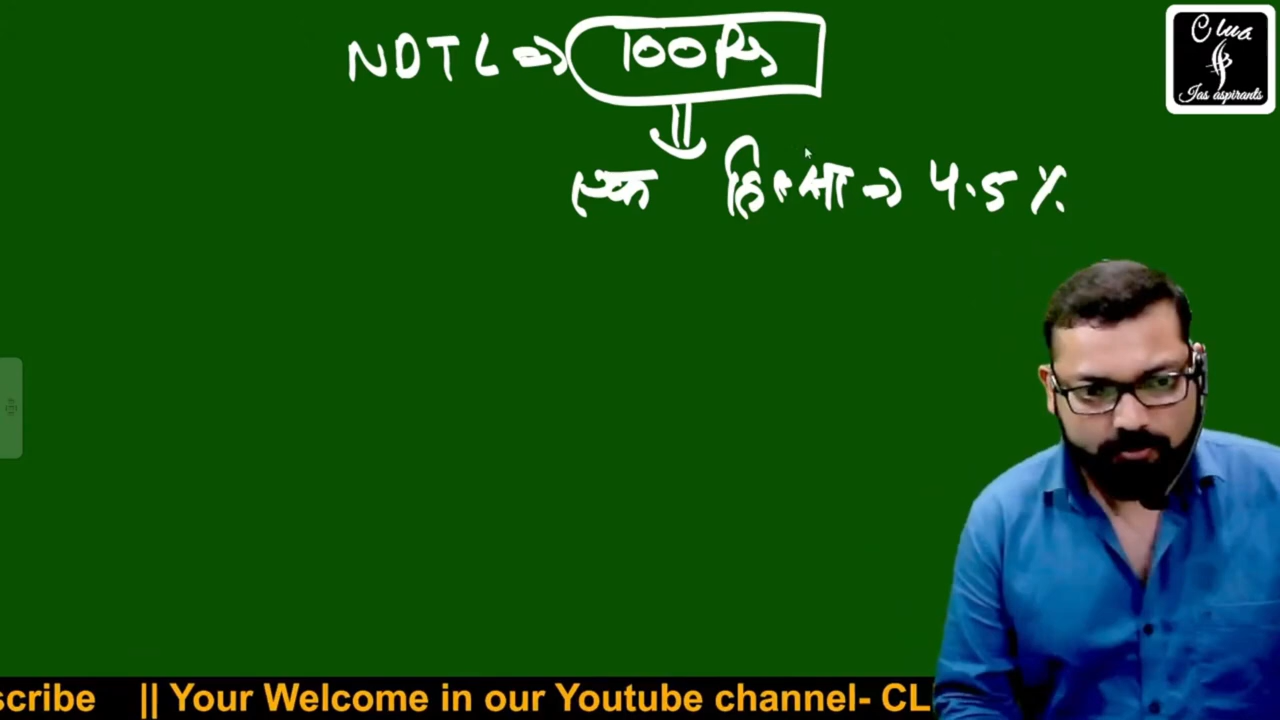 NDTL ⇒ 100 Rs
एक हिस्सा ⇒ 4.5 %
Clue
Ias aspirants
scribe || Your Welcome in our Youtube channel- CL